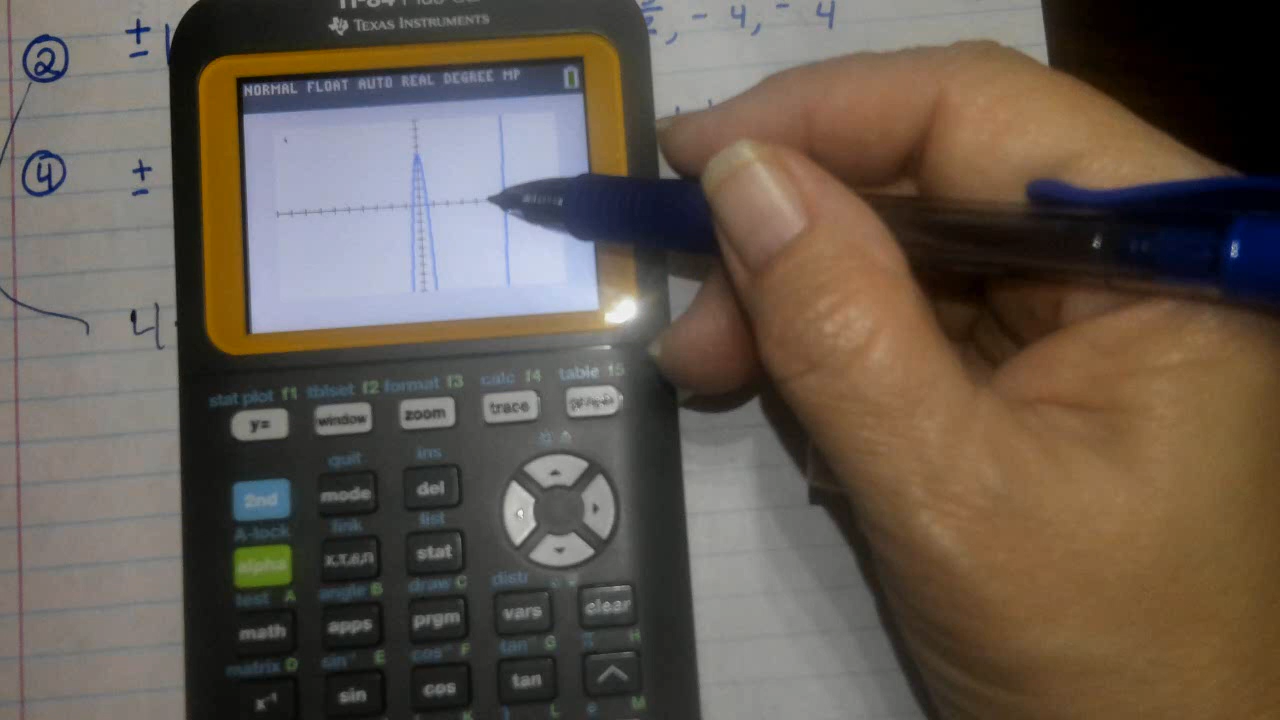 TEXAS INSTRUMENTS
, - 4, - 4
② ±
NORMAL FLOAT AUTO REAL DEGREE MP
④ ±
4
stat plot f1 tblset f2 format f3 calc f4 table f5
y= window zoom trace graph
quit ins
2nd mode del
A-lock link list
alpha X,T,θ,n stat
test A angle B draw C distr
math apps prgm vars clear
matrix D sin⁻¹ E cos⁻¹ F tan⁻¹ G π H
x⁻¹ sin cos tan ^
K L M